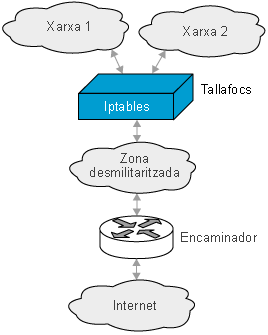 Xarxa 1
Xarxa 2
Tallafocs
Iptables
Zona
desmilitaritzada
Encaminador
Internet